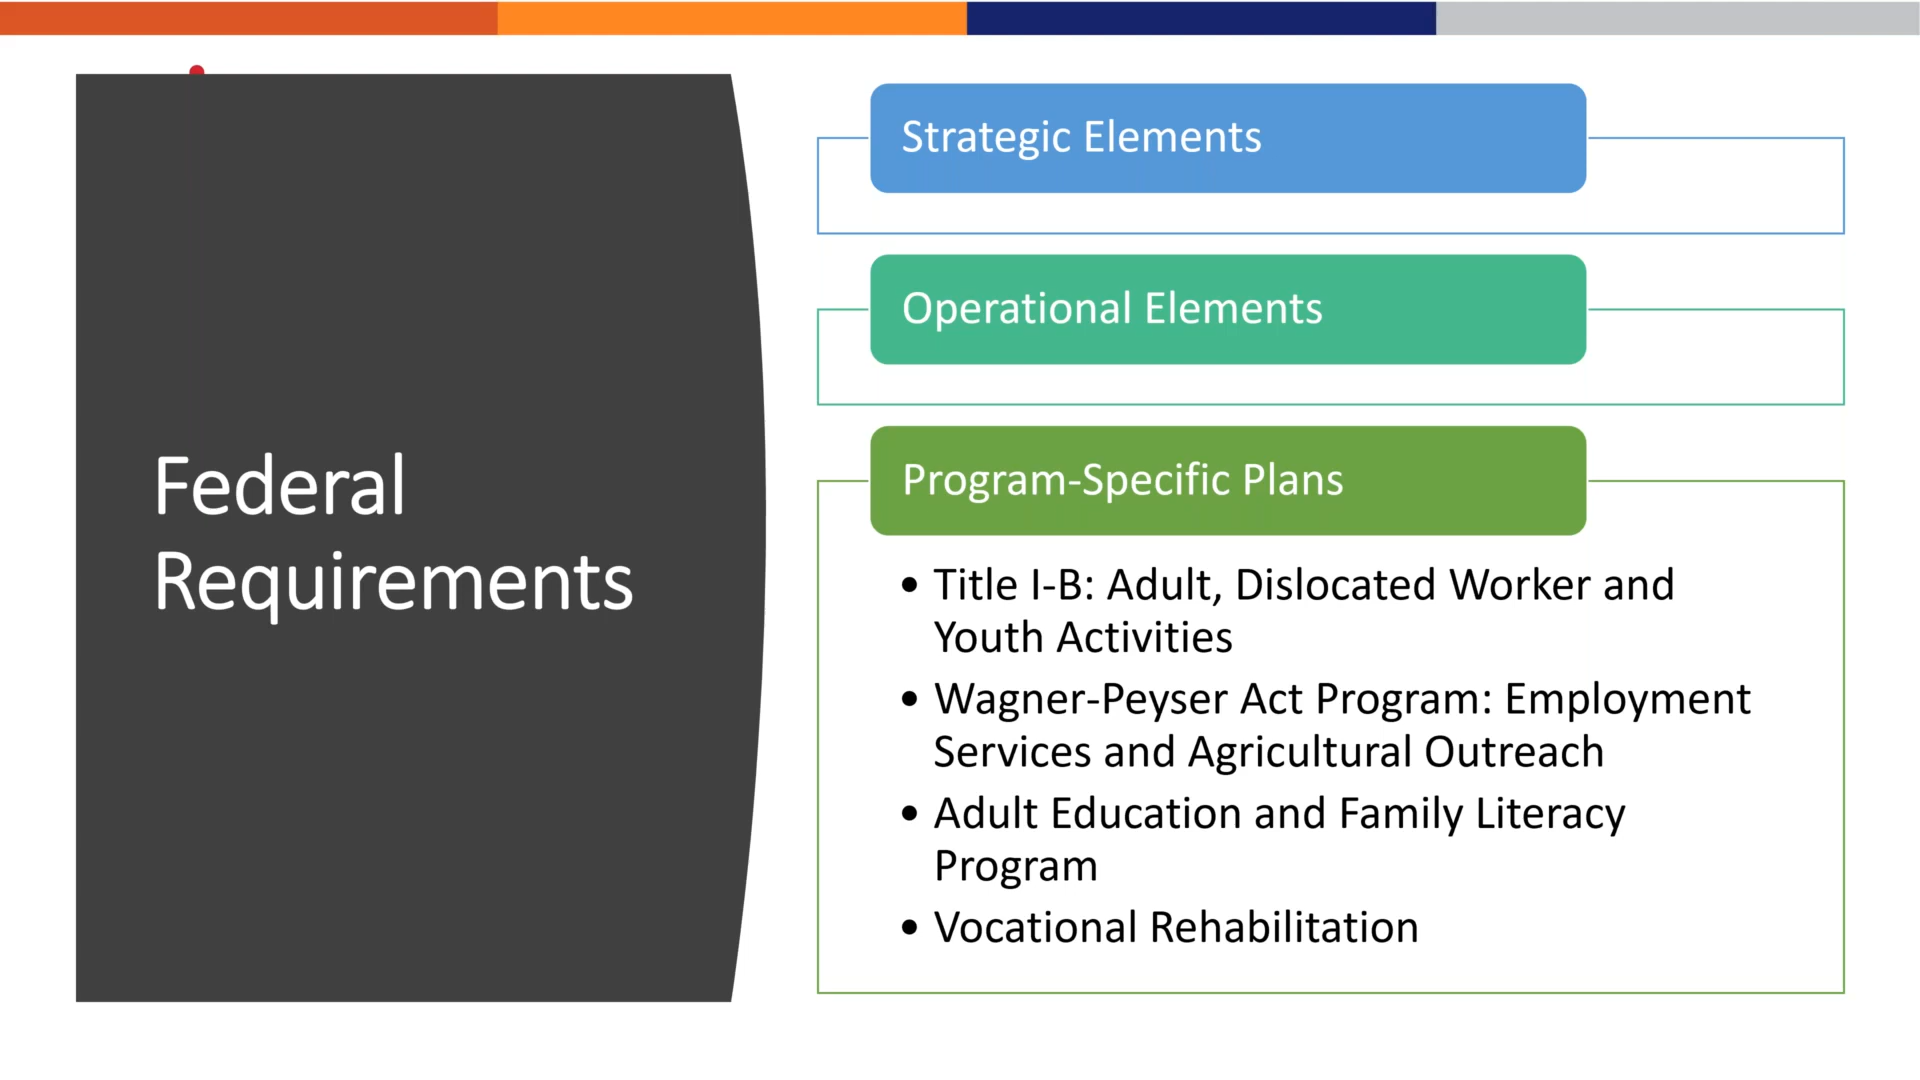 Federal
Requirements
Strategic Elements
Operational Elements
Program-Specific Plans
• Title I-B: Adult, Dislocated Worker and
Youth Activities
• Wagner-Peyser Act Program: Employment
Services and Agricultural Outreach
• Adult Education and Family Literacy
Program
• Vocational Rehabilitation